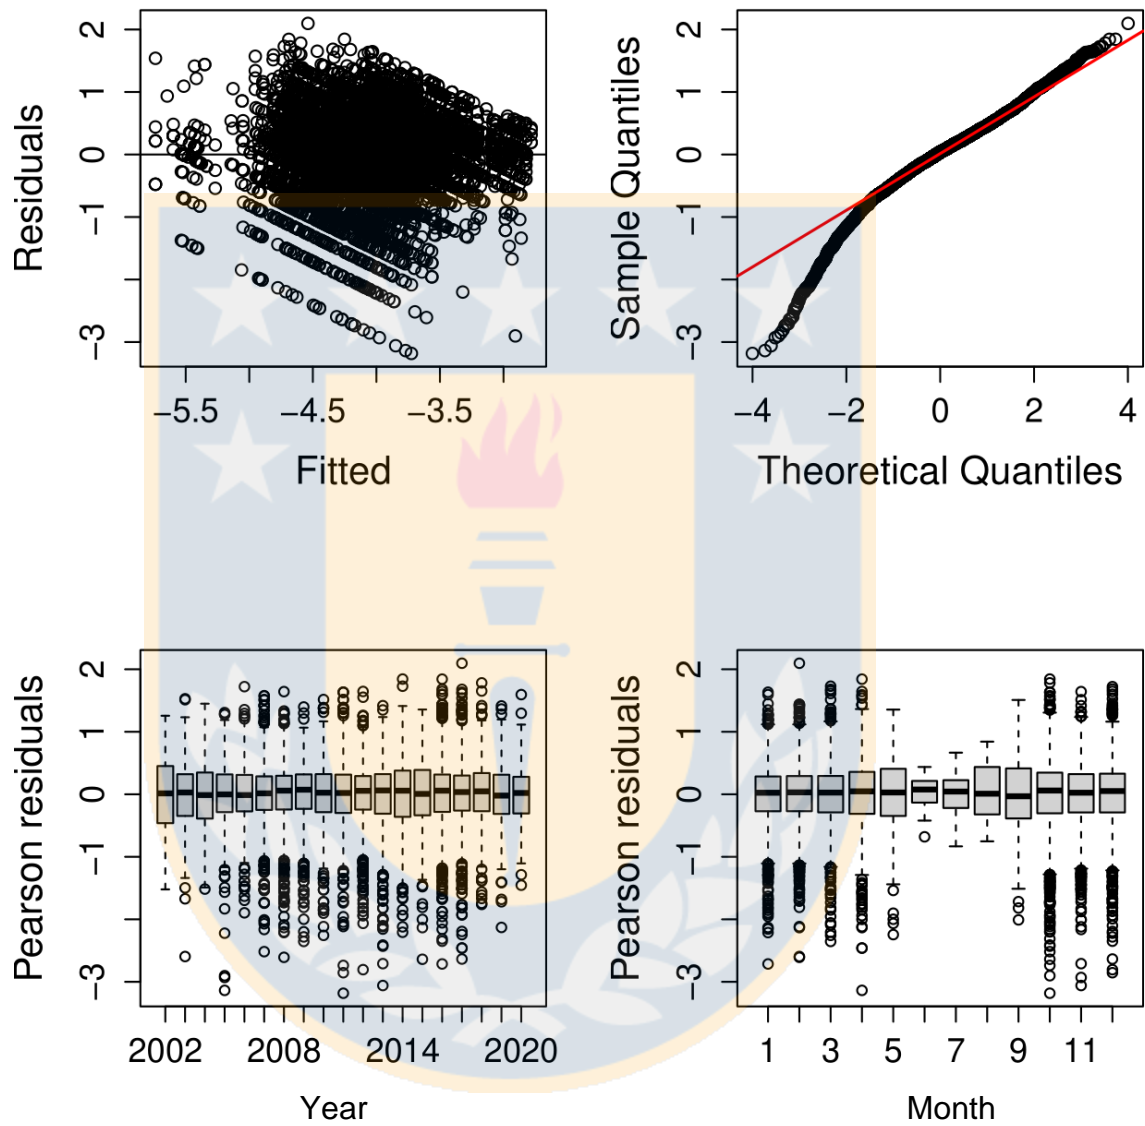 2
1
0
−1
−3
Residuals
−5.5 −4.5 −3.5
Fitted
2
1
0
−1
−3
Sample Quantiles
−4 −2 0 2 4
Theoretical Quantiles
2
1
0
−1
−3
Pearson residuals
2002 2008 2014 2020
Year
2
1
0
−1
−3
Pearson residuals
1 3 5 7 9 11
Month